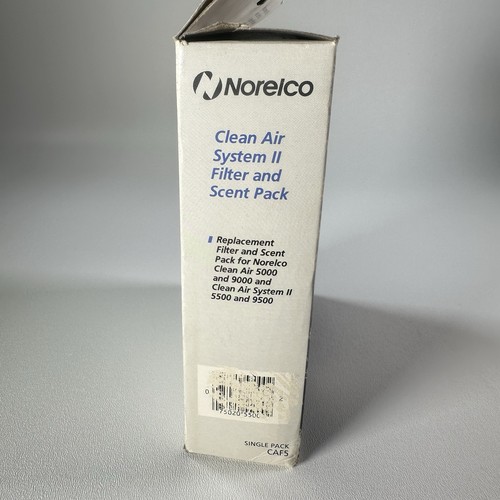 Norelco
Clean Air
System II
Filter and
Scent Pack
Replacement
Filter and Scent
Pack for Norelco
Clean Air 5000
and 9000 and
Clean Air System II
5500 and 9500
0
SINGLE PACK
CAF5